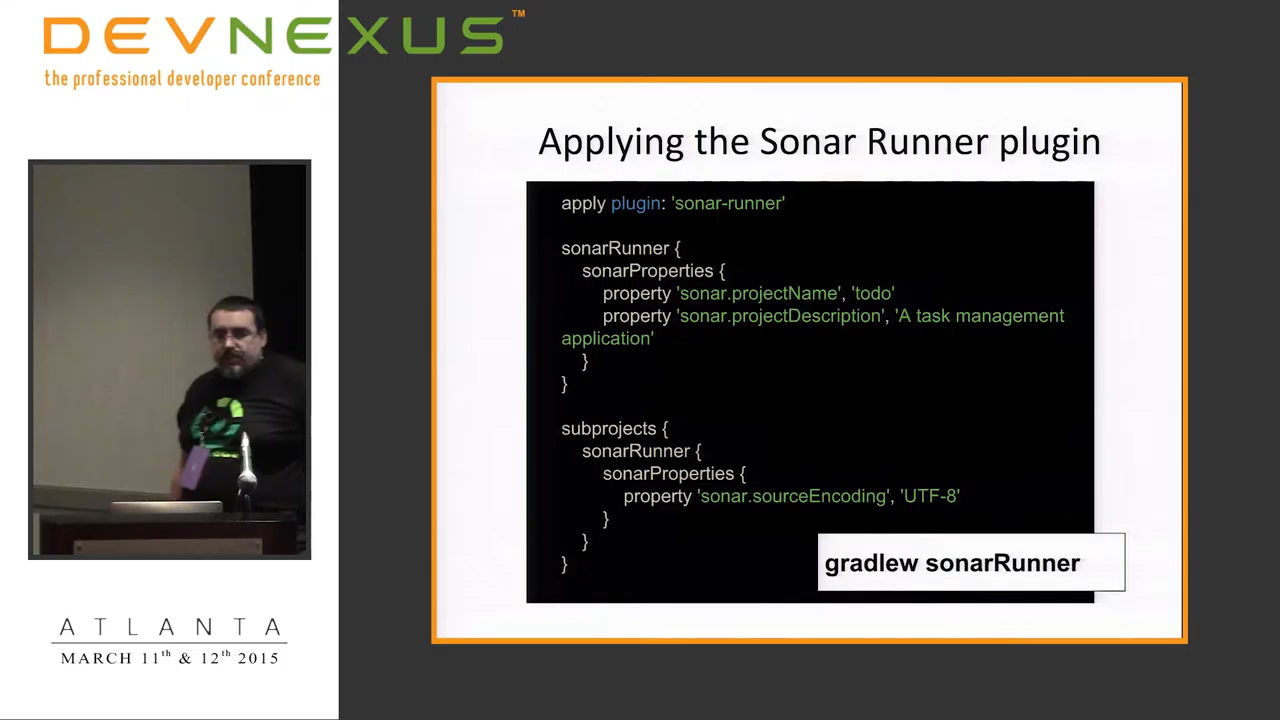 DEVNEXUS™
the professional developer conference
Applying the Sonar Runner plugin
apply plugin: 'sonar-runner'
sonarRunner {
sonarProperties {
property 'sonar.projectName', 'todo'
property 'sonar.projectDescription', 'A task management
application'
}
}
subprojects {
sonarRunner {
sonarProperties {
property 'sonar.sourceEncoding', 'UTF-8'
}
}
}
gradlew sonarRunner
ATLANTA
MARCH 11th & 12th 2015